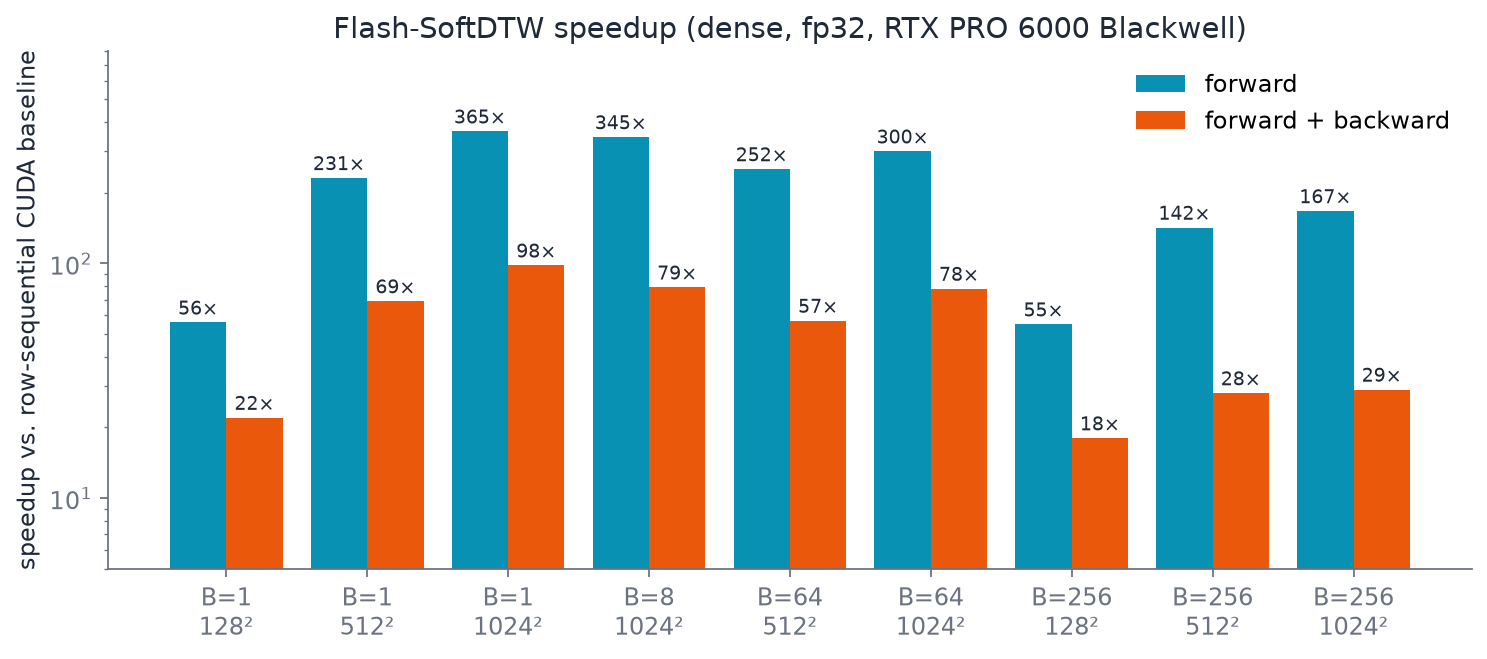 Flash-SoftDTW speedup (dense, fp32, RTX PRO 6000 Blackwell)
speedup vs. row-sequential CUDA baseline
forward
forward + backward
10²
10¹
56×
22×
231×
69×
365×
98×
345×
79×
252×
57×
300×
78×
55×
18×
142×
28×
167×
29×
B=1
128²
B=1
512²
B=1
1024²
B=8
1024²
B=64
512²
B=64
1024²
B=256
128²
B=256
512²
B=256
1024²